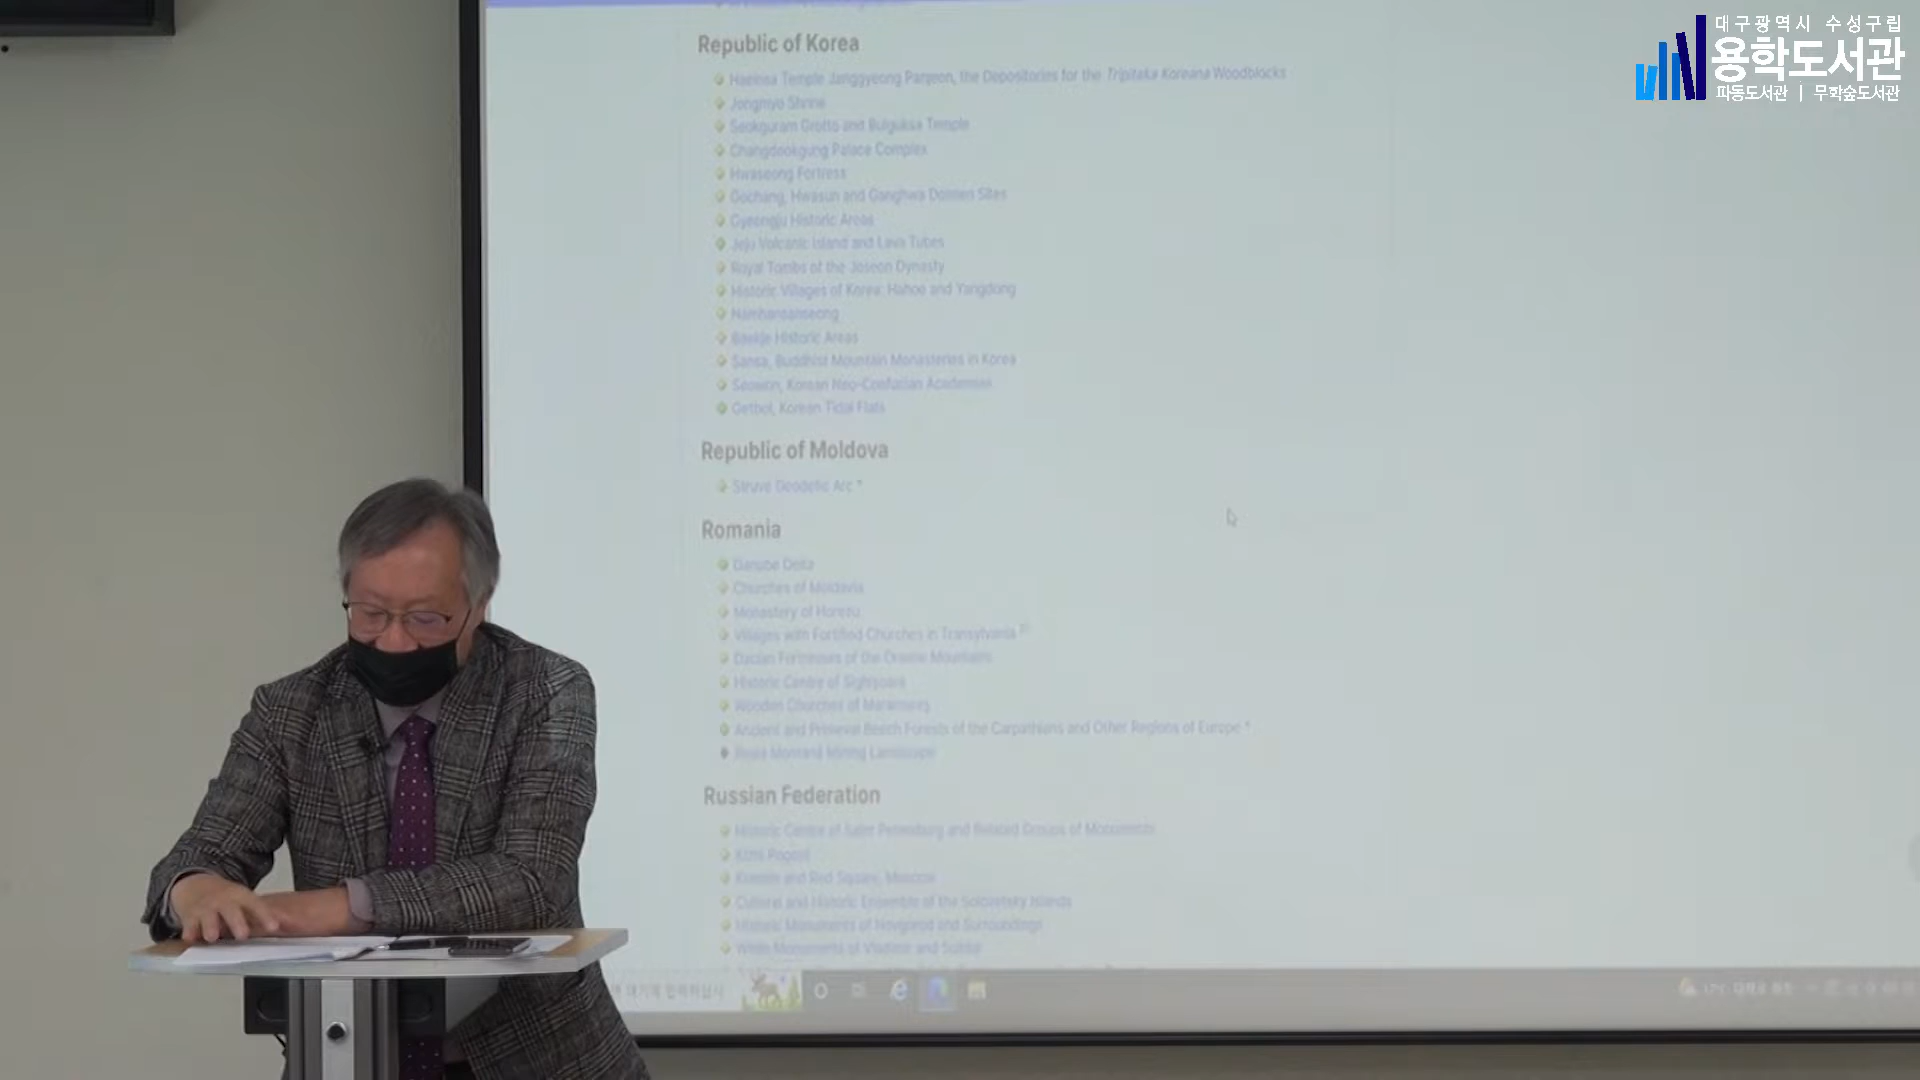 대구광역시 수성구립
용학도서관
파동도서관 | 무학숲도서관
Republic of Korea
Haeinsa Temple Janggyeong Panjeon, the Depositories for the Tripitaka Koreana Woodblocks
Jongmyo Shrine
Seokguram Grotto and Bulguksa Temple
Changdeokgung Palace Complex
Hwaseong Fortress
Gochang, Hwasun and Ganghwa Dolmen Sites
Gyeongju Historic Areas
Jeju Volcanic Island and Lava Tubes
Royal Tombs of the Joseon Dynasty
Historic Villages of Korea: Hahoe and Yangdong
Namhansanseong
Baekje Historic Areas
Sansa, Buddhist Mountain Monasteries in Korea
Seowon, Korean Neo-Confucian Academies
Getbol, Korean Tidal Flats
Republic of Moldova
Struve Geodetic Arc *
Romania
Danube Delta
Churches of Moldavia
Monastery of Horezu
Villages with Fortified Churches in Transylvania
Dacian Fortresses of the Orastie Mountains
Historic Centre of Sighişoara
Wooden Churches of Maramureş
Ancient and Primeval Beech Forests of the Carpathians and Other Regions of Europe *
Roșia Montană Mining Landscape
Russian Federation
Historic Centre of Saint Petersburg and Related Groups of Monuments
Kizhi Pogost
Kremlin and Red Square, Moscow
Cultural and Historic Ensemble of the Solovetsky Islands
Historic Monuments of Novgorod and Surroundings
White Monuments of Vladimir and Suzdal
17°C